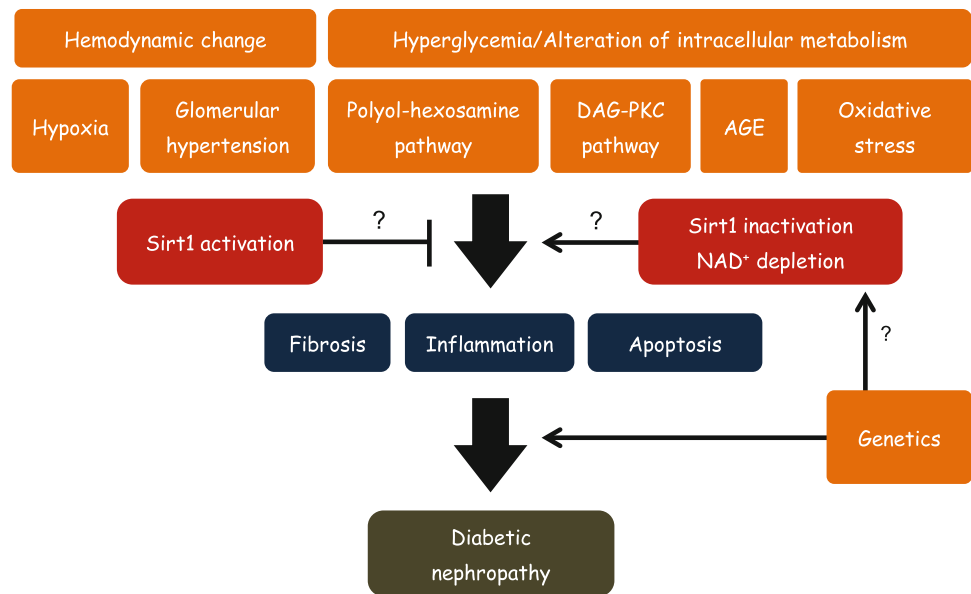 Hemodynamic change
Hyperglycemia/Alteration of intracellular metabolism
Hypoxia
Glomerular
hypertension
Polyol-hexosamine
pathway
DAG-PKC
pathway
AGE
Oxidative
stress
Sirt1 activation
?
?
Sirt1 inactivation
NAD⁺ depletion
Fibrosis
Inflammation
Apoptosis
?
Genetics
Diabetic
nephropathy